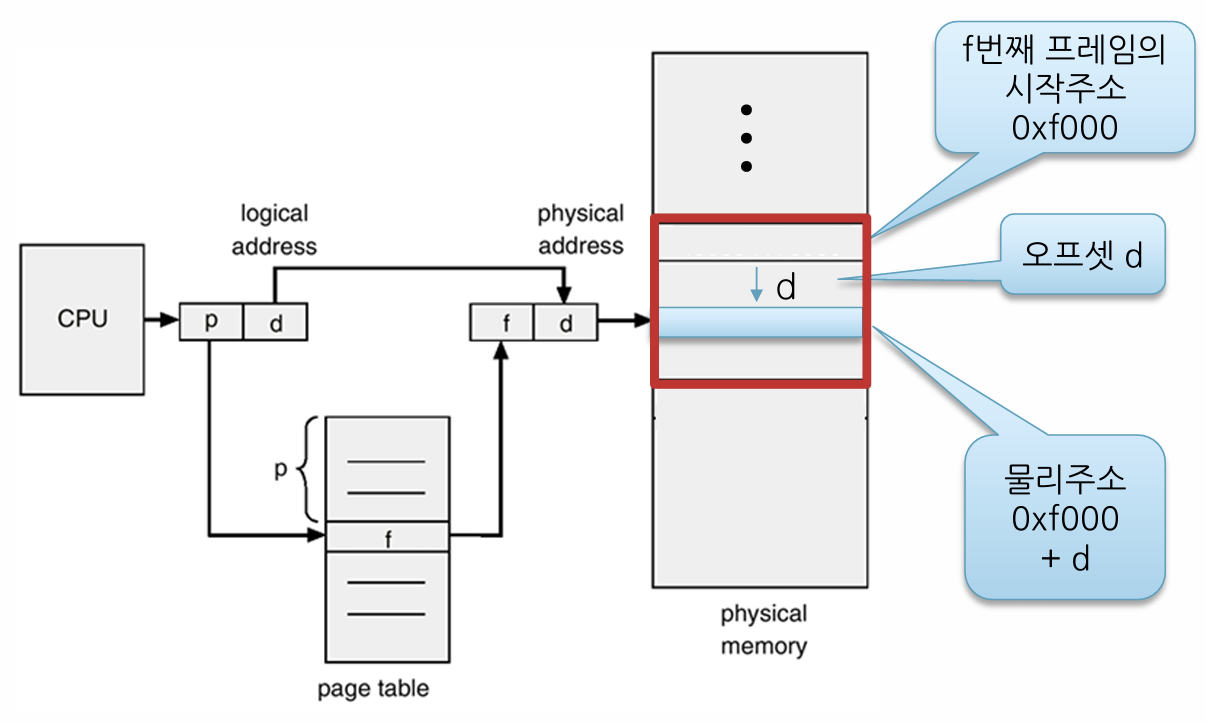 f번째 프레임의
시작주소
0xf000
logical
address
physical
address
오프셋 d
CPU
p
d
f
d
d
p
f
물리주소
0xf000
+ d
physical
memory
page table